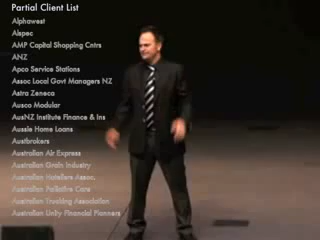 Partial Client List
Alphawest
Alspec
AMP Capital Shopping Cntrs
ANZ
Apco Service Stations
Assoc Local Govt Managers NZ
Astra Zeneca
Ausco Modular
AusNZ Institute Finance & Ins
Aussie Home Loans
Austbrokers
Australian Air Express
Australian Grain Industry
Australian Hoteliers Assoc.
Australian Palliative Care
Australian Trucking Association
Australian Unity Financial Planners